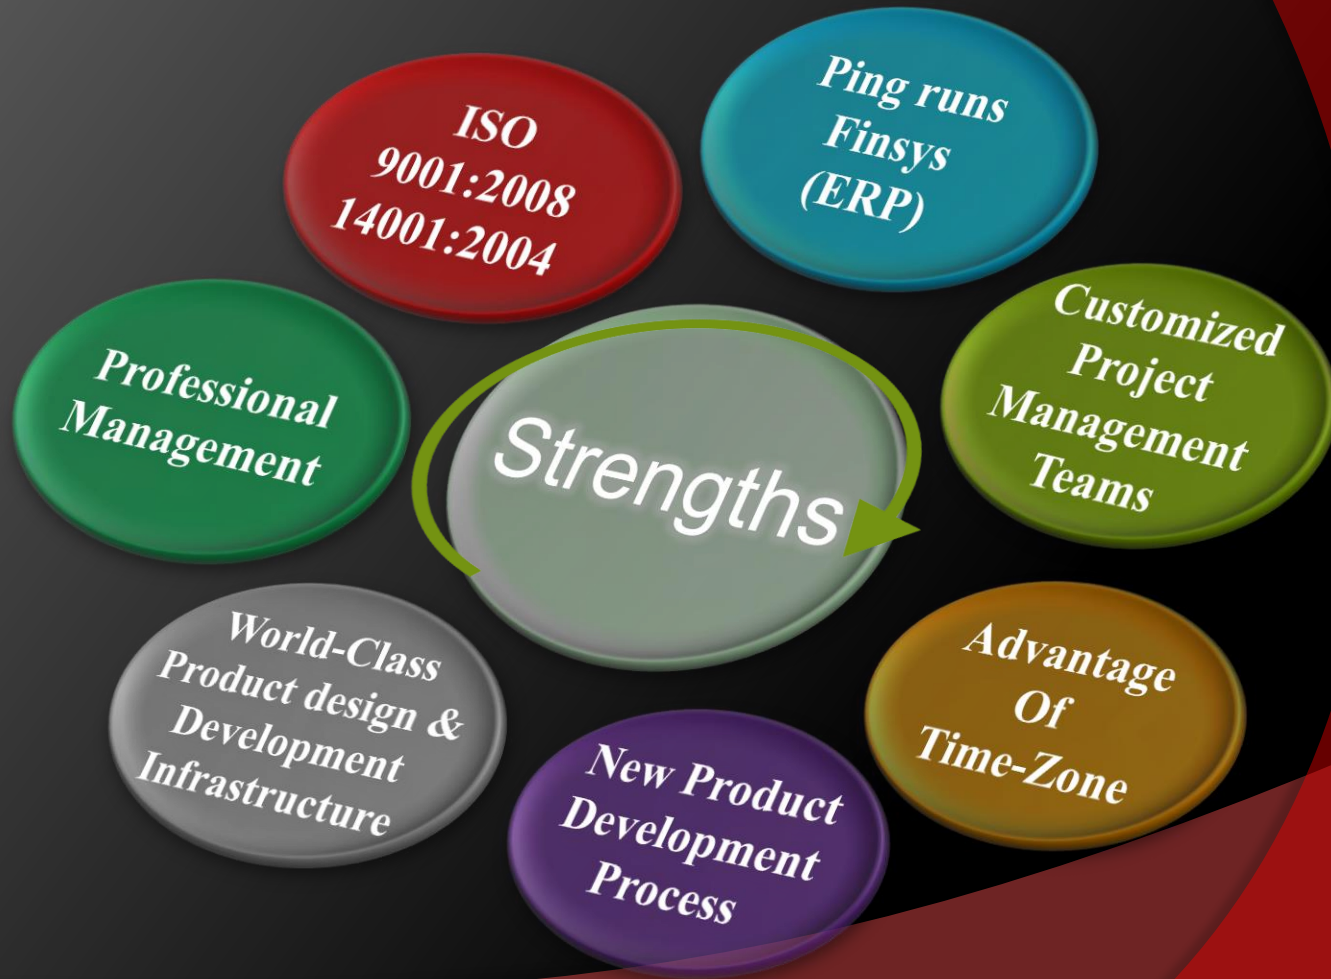 ISO
9001:2008
14001:2004
Ping runs
Finsys
(ERP)
Customized
Project
Management
Teams
Professional
Management
Strengths
World-Class
Product design &
Development
Infrastructure
Advantage
Of
Time-Zone
New Product
Development
Process